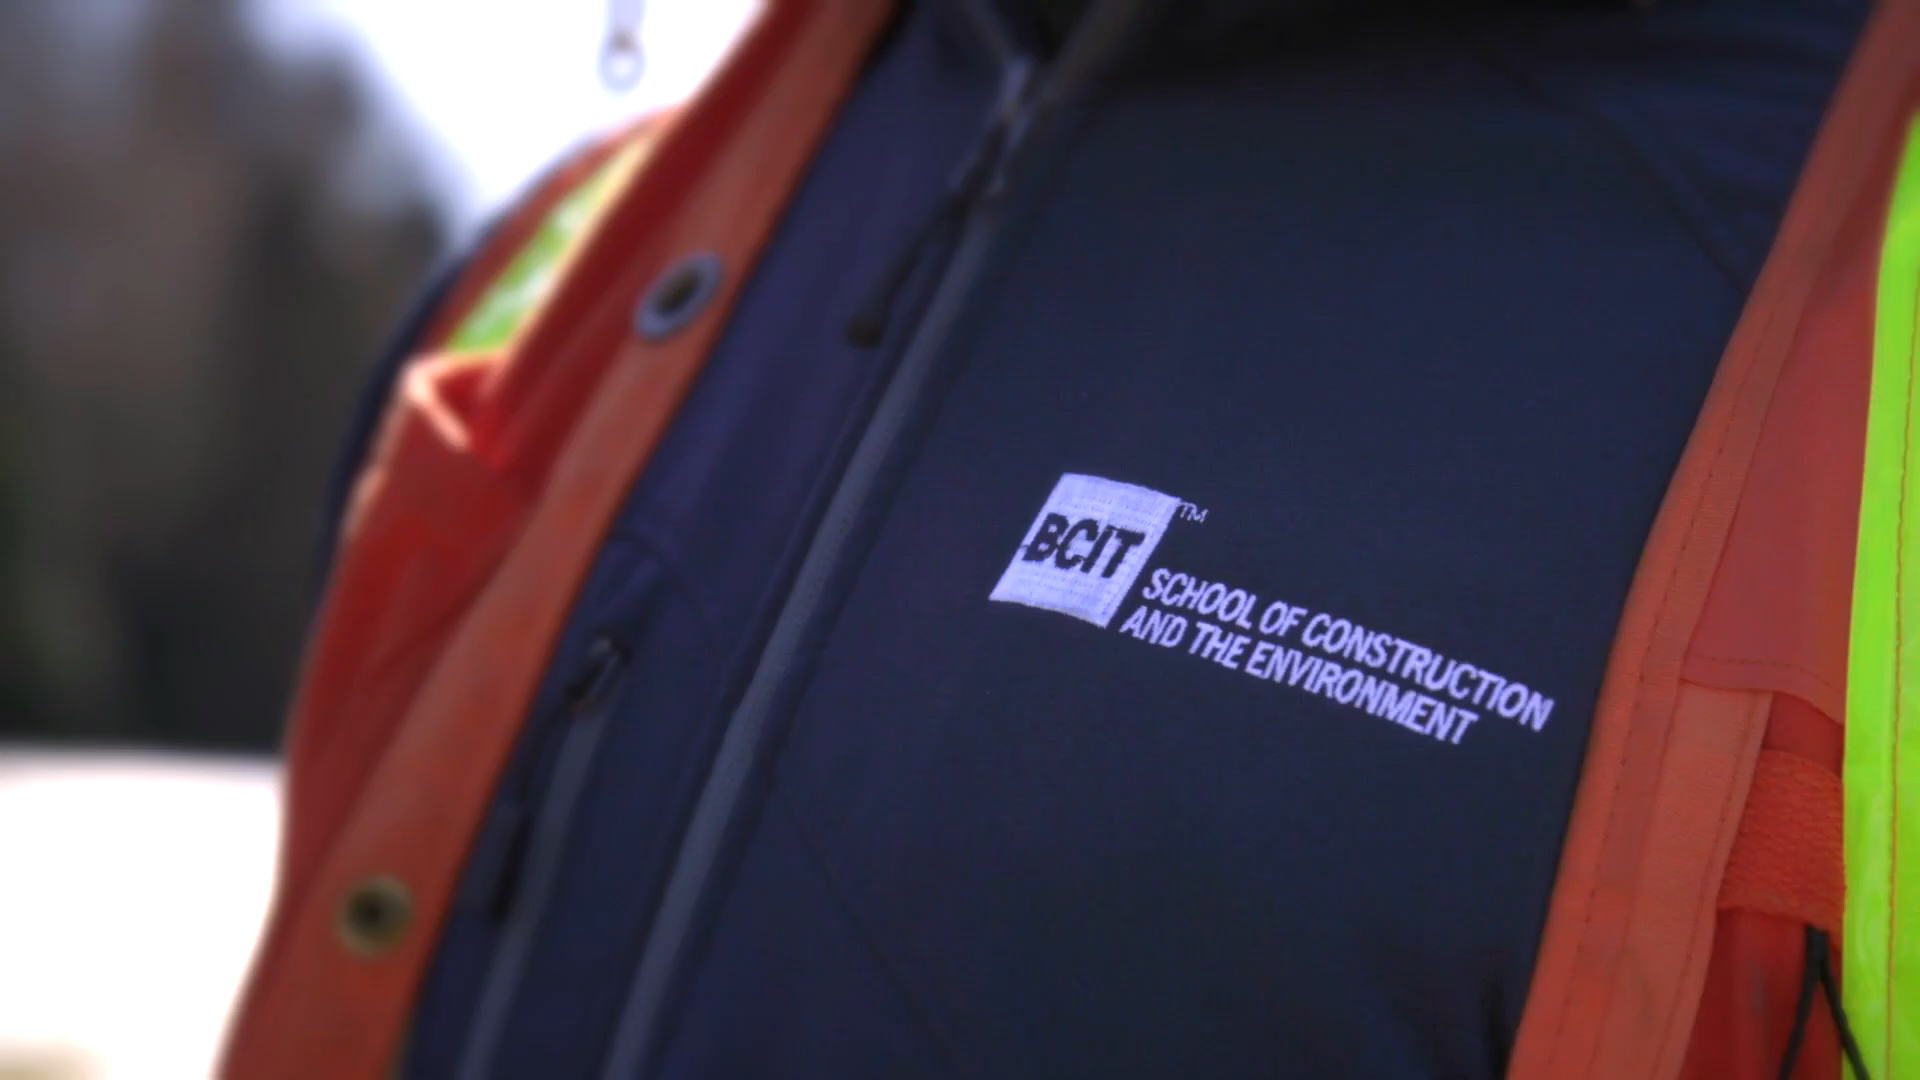 BCIT™
SCHOOL OF CONSTRUCTION
AND THE ENVIRONMENT